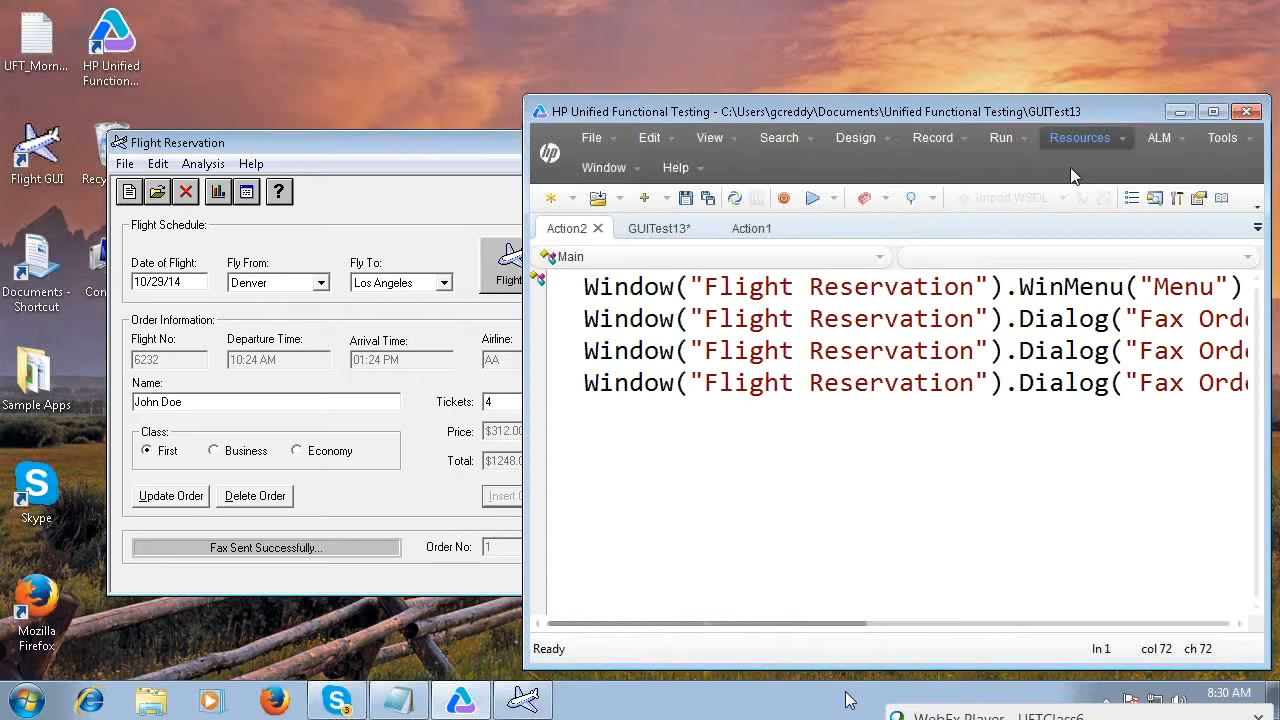 UFT_Morn...
HP Unified
Function...
Flight GUI
Recy
Documents -
Shortcut
Con
Sample Apps
Skype
Mozilla
Firefox
Flight Reservation
File Edit Analysis Help
?
Flight Schedule:
Date of Flight: Fly From: Fly To:
10/29/14 Denver Los Angeles
Flight
Order Information:
Flight No: Departure Time: Arrival Time: Airline:
6232 10:24 AM 01:24 PM AA
Name:
John Doe Tickets: 4
Class: Price: $312.00
First Business Economy Total: $1248.0
Update Order Delete Order Insert
Fax Sent Successfully... Order No: 1
HP Unified Functional Testing - C:\Users\gcreddy\Documents\Unified Functional Testing\GUITest13
hp
File Edit View Search Design Record Run Resources ALM Tools
Window Help
Import WSDL
Action2 GUITest13* Action1
Main
Window("Flight Reservation").WinMenu("Menu")
Window("Flight Reservation").Dialog("Fax Orde
Window("Flight Reservation").Dialog("Fax Orde
Window("Flight Reservation").Dialog("Fax Orde
Ready ln 1 col 72 ch 72
3
8:30 AM
WebEx Player - UFTClass6